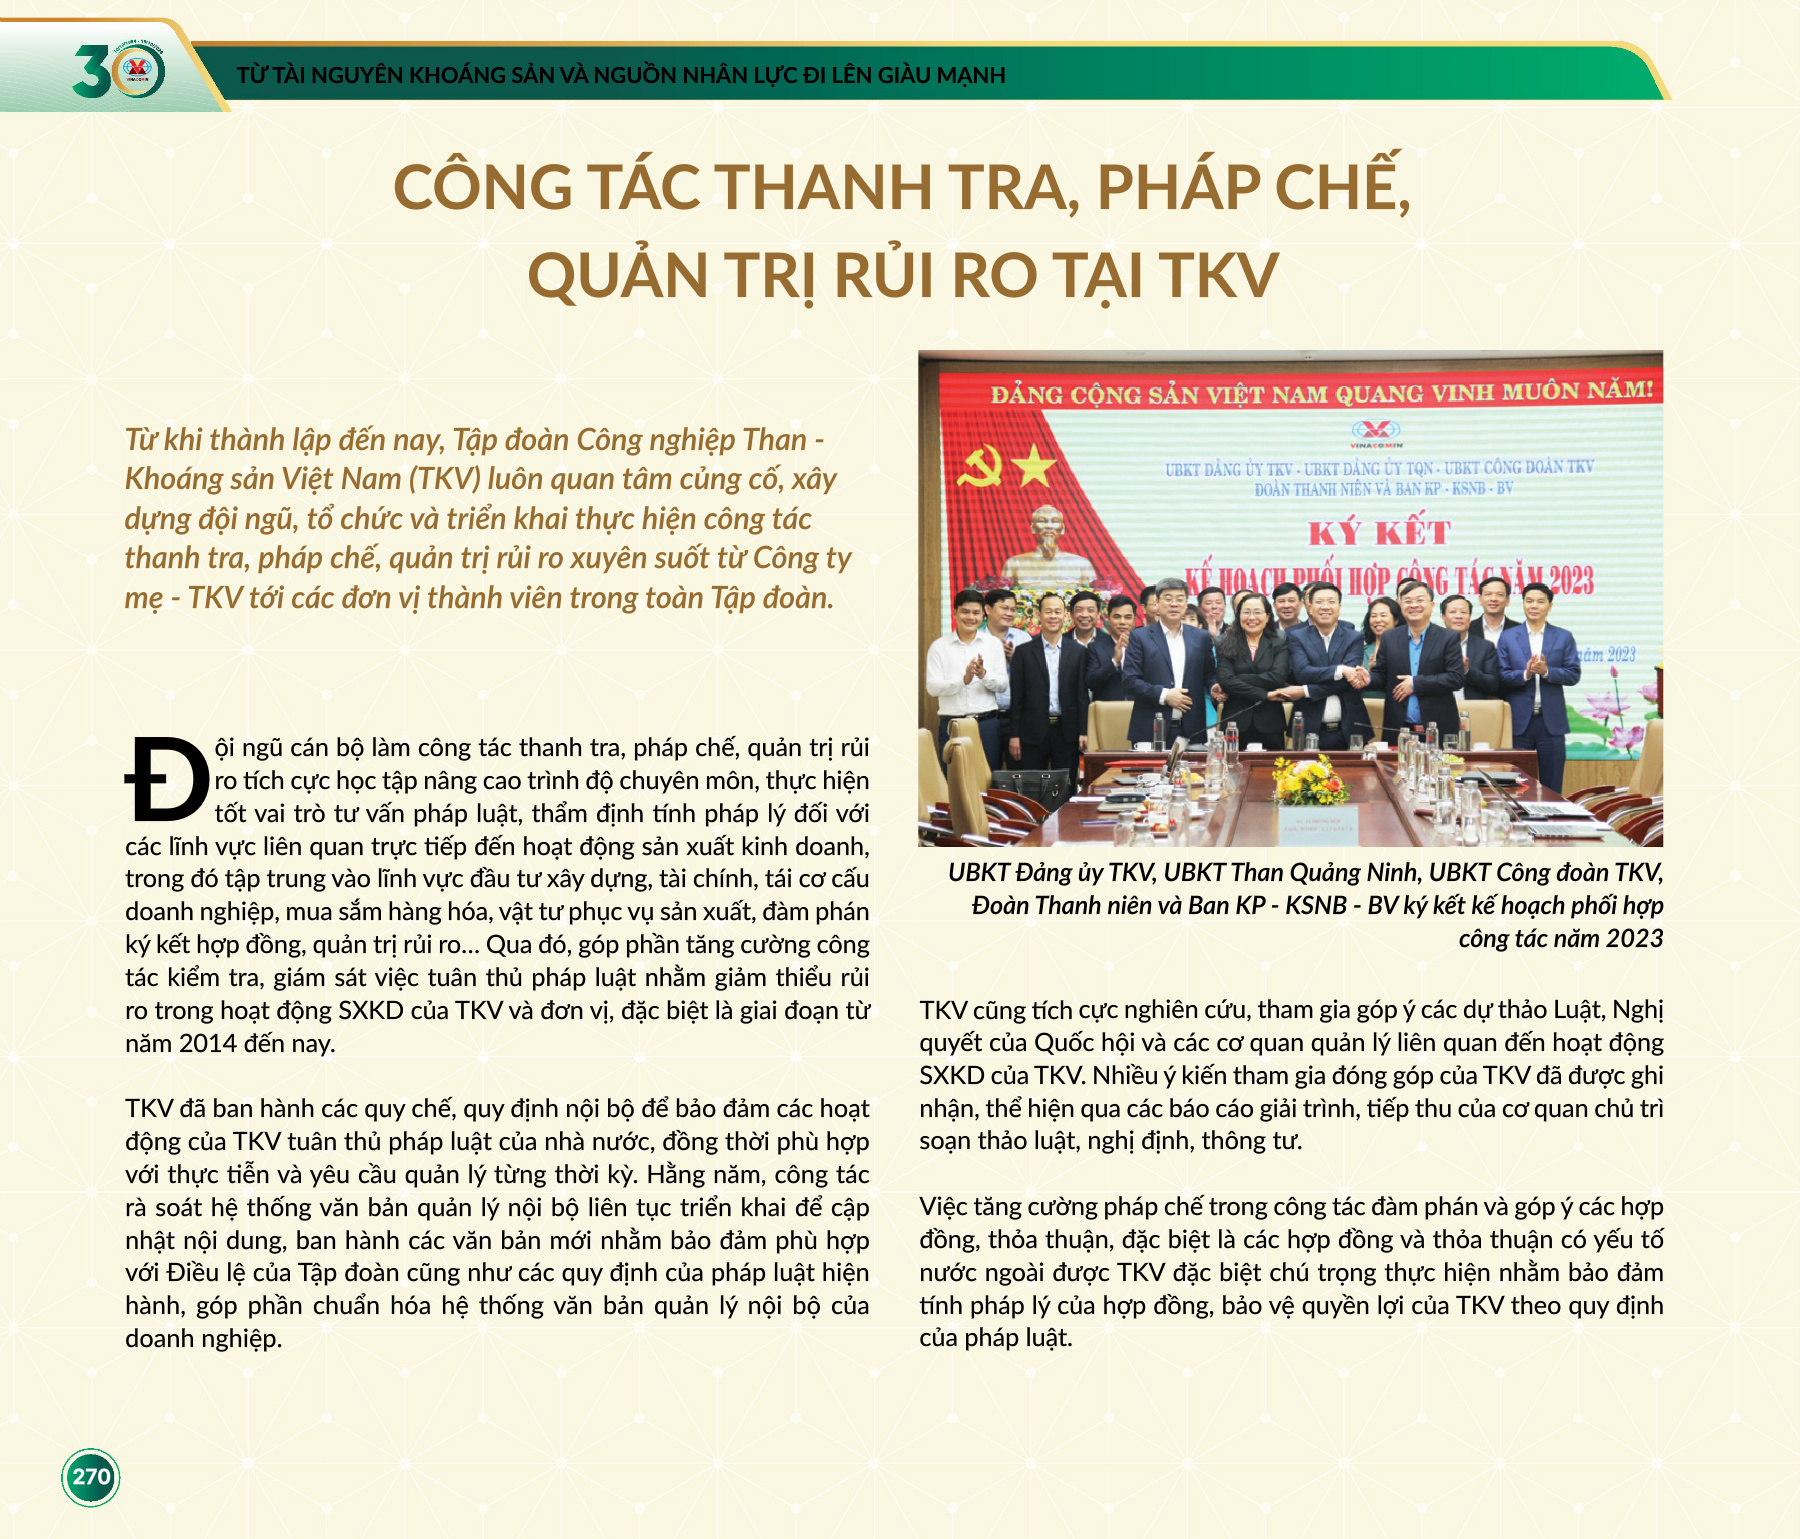 30
VINACOMIN
TỪ TÀI NGUYÊN KHOÁNG SẢN VÀ NGUỒN NHÂN LỰC ĐI LÊN GIÀU MẠNH
CÔNG TÁC THANH TRA, PHÁP CHẾ,
QUẢN TRỊ RỦI RO TẠI TKV
Từ khi thành lập đến nay, Tập đoàn Công nghiệp Than -
Khoáng sản Việt Nam (TKV) luôn quan tâm củng cố, xây
dựng đội ngũ, tổ chức và triển khai thực hiện công tác
thanh tra, pháp chế, quản trị rủi ro xuyên suốt từ Công ty
mẹ - TKV tới các đơn vị thành viên trong toàn Tập đoàn.
Đội ngũ cán bộ làm công tác thanh tra, pháp chế, quản trị rủi
ro tích cực học tập nâng cao trình độ chuyên môn, thực hiện
tốt vai trò tư vấn pháp luật, thẩm định tính pháp lý đối với
các lĩnh vực liên quan trực tiếp đến hoạt động sản xuất kinh doanh,
trong đó tập trung vào lĩnh vực đầu tư xây dựng, tài chính, tái cơ cấu
doanh nghiệp, mua sắm hàng hóa, vật tư phục vụ sản xuất, đàm phán
ký kết hợp đồng, quản trị rủi ro... Qua đó, góp phần tăng cường công
tác kiểm tra, giám sát việc tuân thủ pháp luật nhằm giảm thiểu rủi
ro trong hoạt động SXKD của TKV và đơn vị, đặc biệt là giai đoạn từ
năm 2014 đến nay.
TKV đã ban hành các quy chế, quy định nội bộ để bảo đảm các hoạt
động của TKV tuân thủ pháp luật của nhà nước, đồng thời phù hợp
với thực tiễn và yêu cầu quản lý từng thời kỳ. Hằng năm, công tác
rà soát hệ thống văn bản quản lý nội bộ liên tục triển khai để cập
nhật nội dung, ban hành các văn bản mới nhằm bảo đảm phù hợp
với Điều lệ của Tập đoàn cũng như các quy định của pháp luật hiện
hành, góp phần chuẩn hóa hệ thống văn bản quản lý nội bộ của
doanh nghiệp.
ĐẢNG CỘNG SẢN VIỆT NAM QUANG VINH MUÔN NĂM!
VINACOMIN
UBKT ĐẢNG ỦY TKV - UBKT ĐẢNG ỦY TQN - UBKT CÔNG ĐOÀN TKV
ĐOÀN THANH NIÊN VÀ BAN KP - KSNB - BV
KÝ KẾT
KẾ HOẠCH PHỐI HỢP CÔNG TÁC NĂM 2023
năm 2023
UBKT Đảng ủy TKV, UBKT Than Quảng Ninh, UBKT Công đoàn TKV,
Đoàn Thanh niên và Ban KP - KSNB - BV ký kết kế hoạch phối hợp
công tác năm 2023
TKV cũng tích cực nghiên cứu, tham gia góp ý các dự thảo Luật, Nghị
quyết của Quốc hội và các cơ quan quản lý liên quan đến hoạt động
SXKD của TKV. Nhiều ý kiến tham gia đóng góp của TKV đã được ghi
nhận, thể hiện qua các báo cáo giải trình, tiếp thu của cơ quan chủ trì
soạn thảo luật, nghị định, thông tư.
Việc tăng cường pháp chế trong công tác đàm phán và góp ý các hợp
đồng, thỏa thuận, đặc biệt là các hợp đồng và thỏa thuận có yếu tố
nước ngoài được TKV đặc biệt chú trọng thực hiện nhằm bảo đảm
tính pháp lý của hợp đồng, bảo vệ quyền lợi của TKV theo quy định
của pháp luật.
270